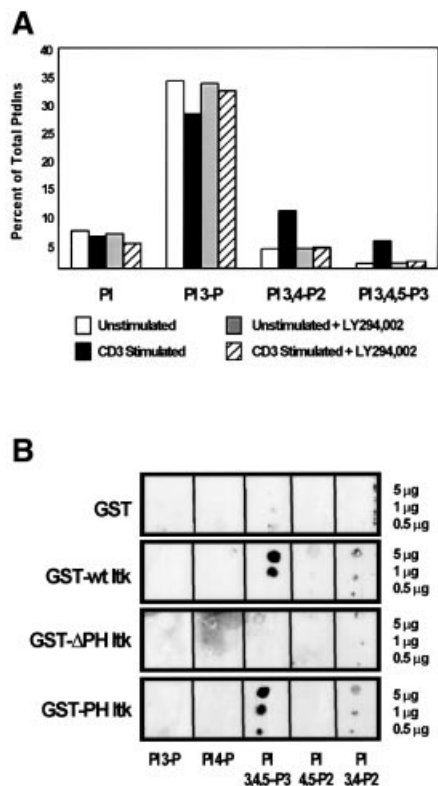 A
Percent of Total PtdIns
40
35
30
25
20
15
10
5
PI
PI 3-P
PI 3,4-P2
PI 3,4,5-P3
Unstimulated
Unstimulated + LY294,002
CD3 Stimulated
CD3 Stimulated + LY294,002
B
GST
5 µg
1 µg
0.5 µg
GST-wt Itk
5 µg
1 µg
0.5 µg
GST-ΔPH Itk
5 µg
1 µg
0.5 µg
GST-PH Itk
5 µg
1 µg
0.5 µg
PI 3-P
PI 4-P
PI
3,4,5-P3
PI
4,5-P2
PI
3,4-P2